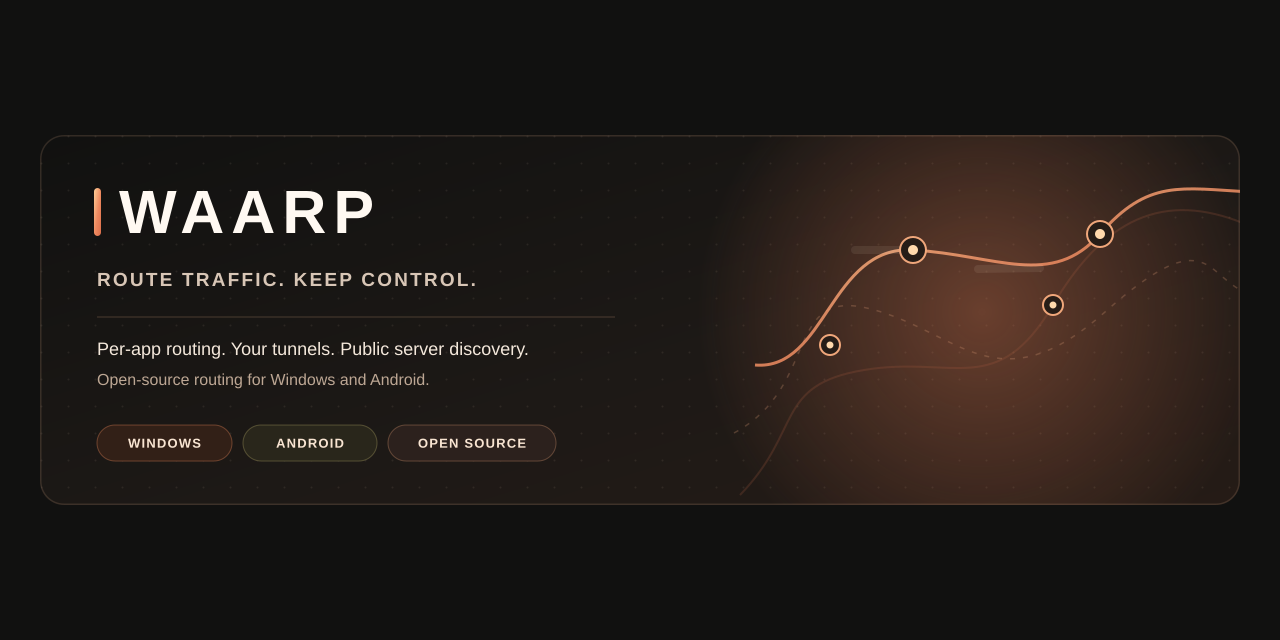 WAARP
ROUTE TRAFFIC. KEEP CONTROL.
Per-app routing. Your tunnels. Public server discovery.
Open-source routing for Windows and Android.
WINDOWS ANDROID OPEN SOURCE